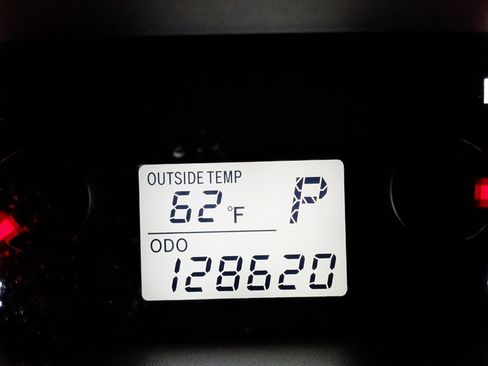 OUTSIDE TEMP
62°F P
ODO
128620